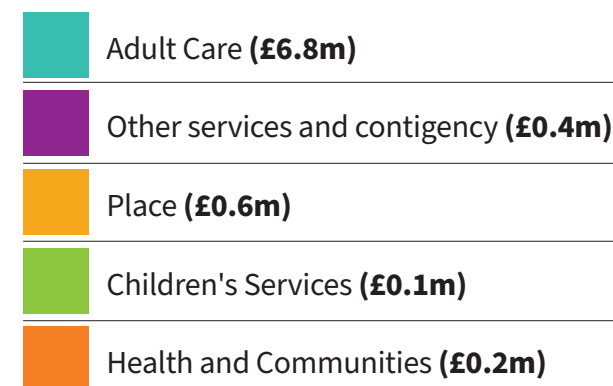 Adult Care (£6.8m)
Other services and contigency (£0.4m)
Place (£0.6m)
Children's Services (£0.1m)
Health and Communities (£0.2m)